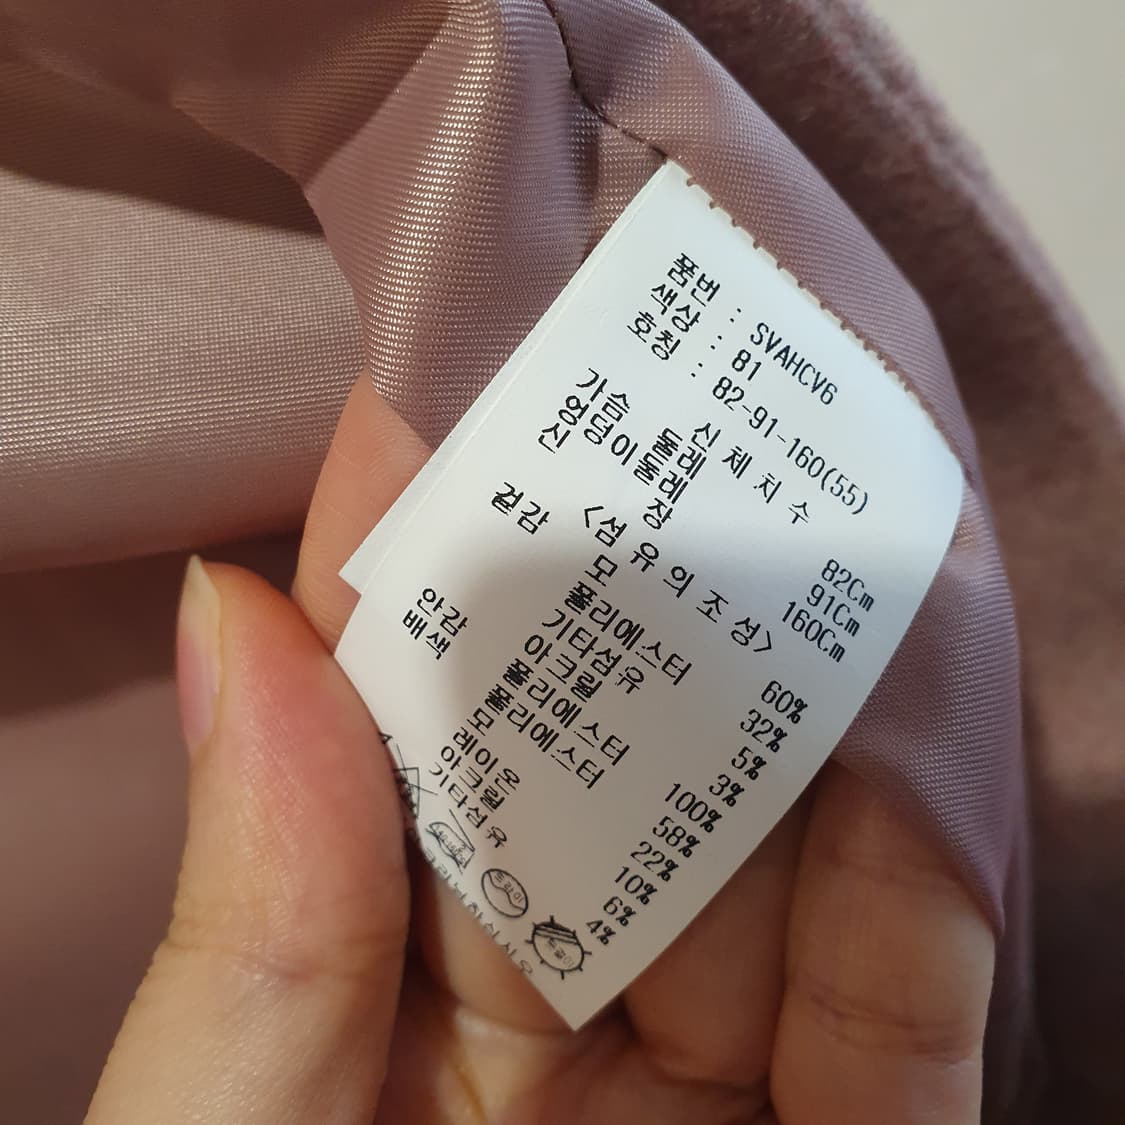 품번 : SVAHCV6
색상 : 81
호칭 : 82-91-160(55)
신 체 치 수
가슴 둘레 82Cm
엉덩이둘레 91Cm
신 장 160Cm
<섬 유 의 조 성>
겉감 모 60%
폴리에스터 32%
기타섬유 5%
아크릴 3%
안감 폴리에스터 100%
배색 폴리에스터 58%
모 22%
레이온 10%
아크릴 6%
기타섬유 4%
드라이